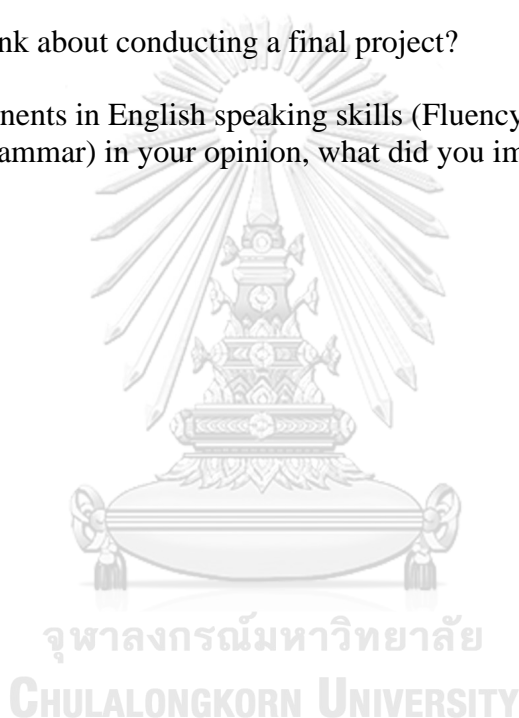 nk about conducting a final project?
nents in English speaking skills (Fluency
ammar) in your opinion, what did you im
จุฬาลงกรณ์มหาวิทยาลัย
CHULALONGKORN UNIVERSITY